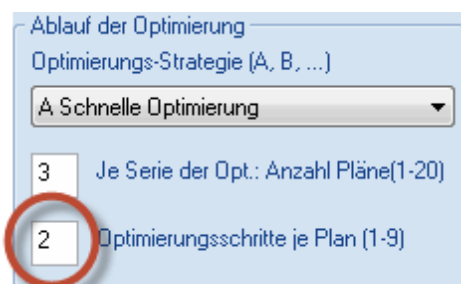 Ablauf der Optimierung
Optimierungs-Strategie (A, B, ...)
A Schnelle Optimierung
3 Je Serie der Opt.: Anzahl Pläne(1-20)
2 Optimierungsschritte je Plan (1-9)